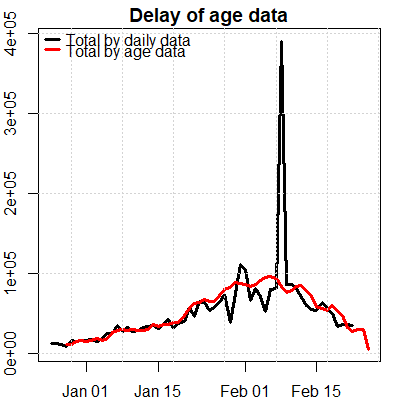 Delay of age data
Total by daily data
Total by age data
4e+05
3e+05
2e+05
1e+05
0e+00
Jan 01
Jan 15
Feb 01
Feb 15